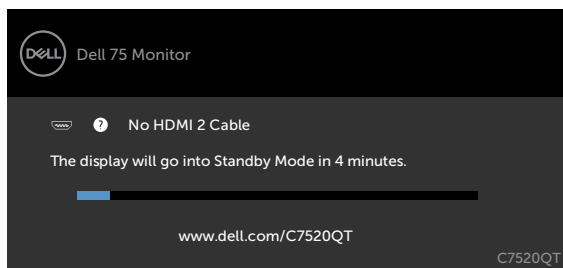 DELL Dell 75 Monitor
? No HDMI 2 Cable
The display will go into Standby Mode in 4 minutes.
www.dell.com/C7520QT
C7520QT